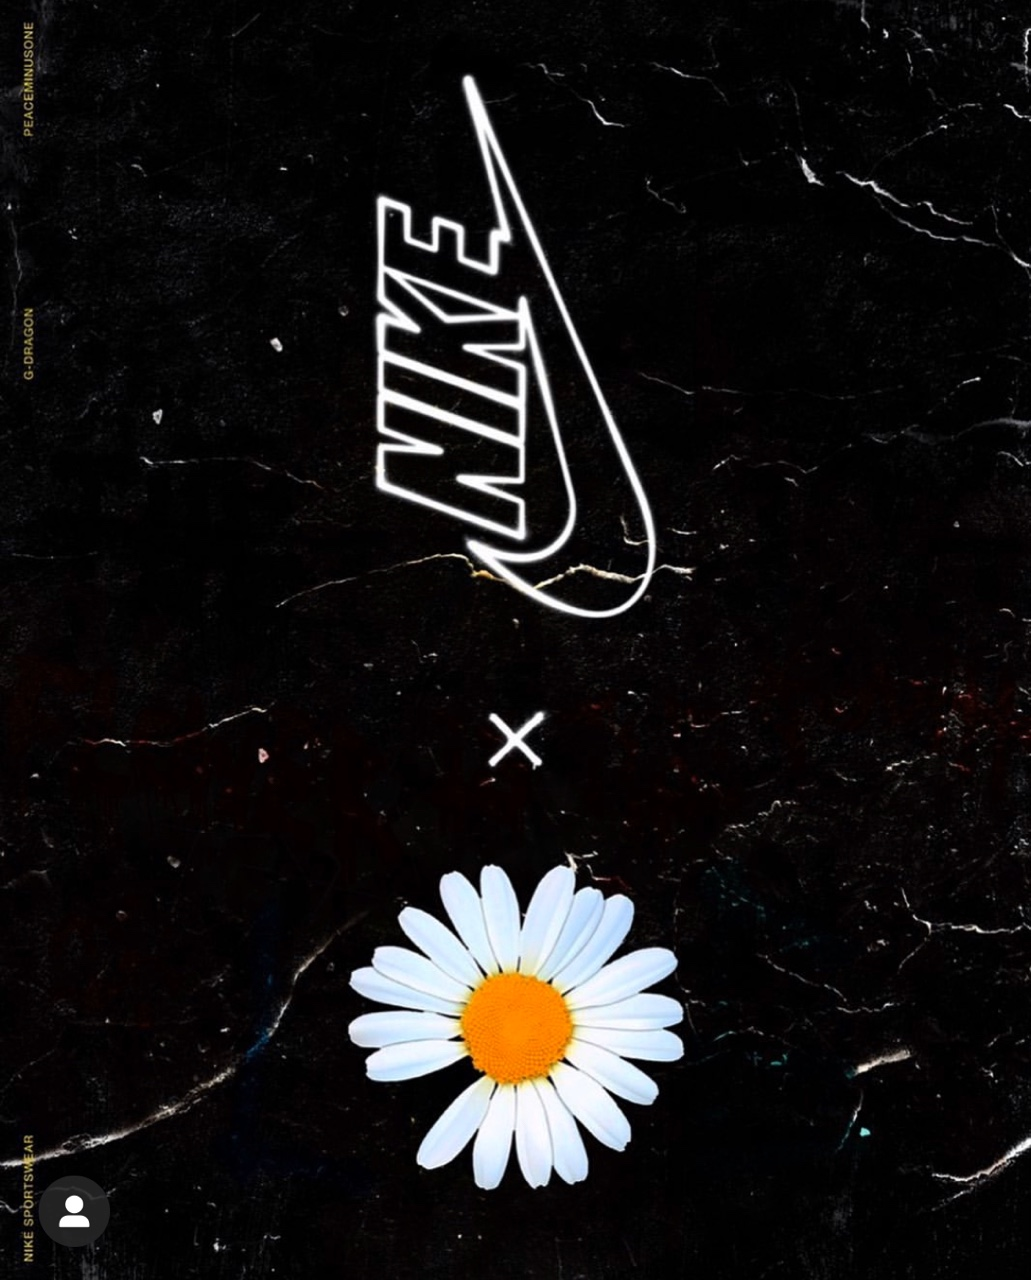 PEACEMINUSONE
G-DRAGON
NIKE SPORTSWEAR
NIKE
×